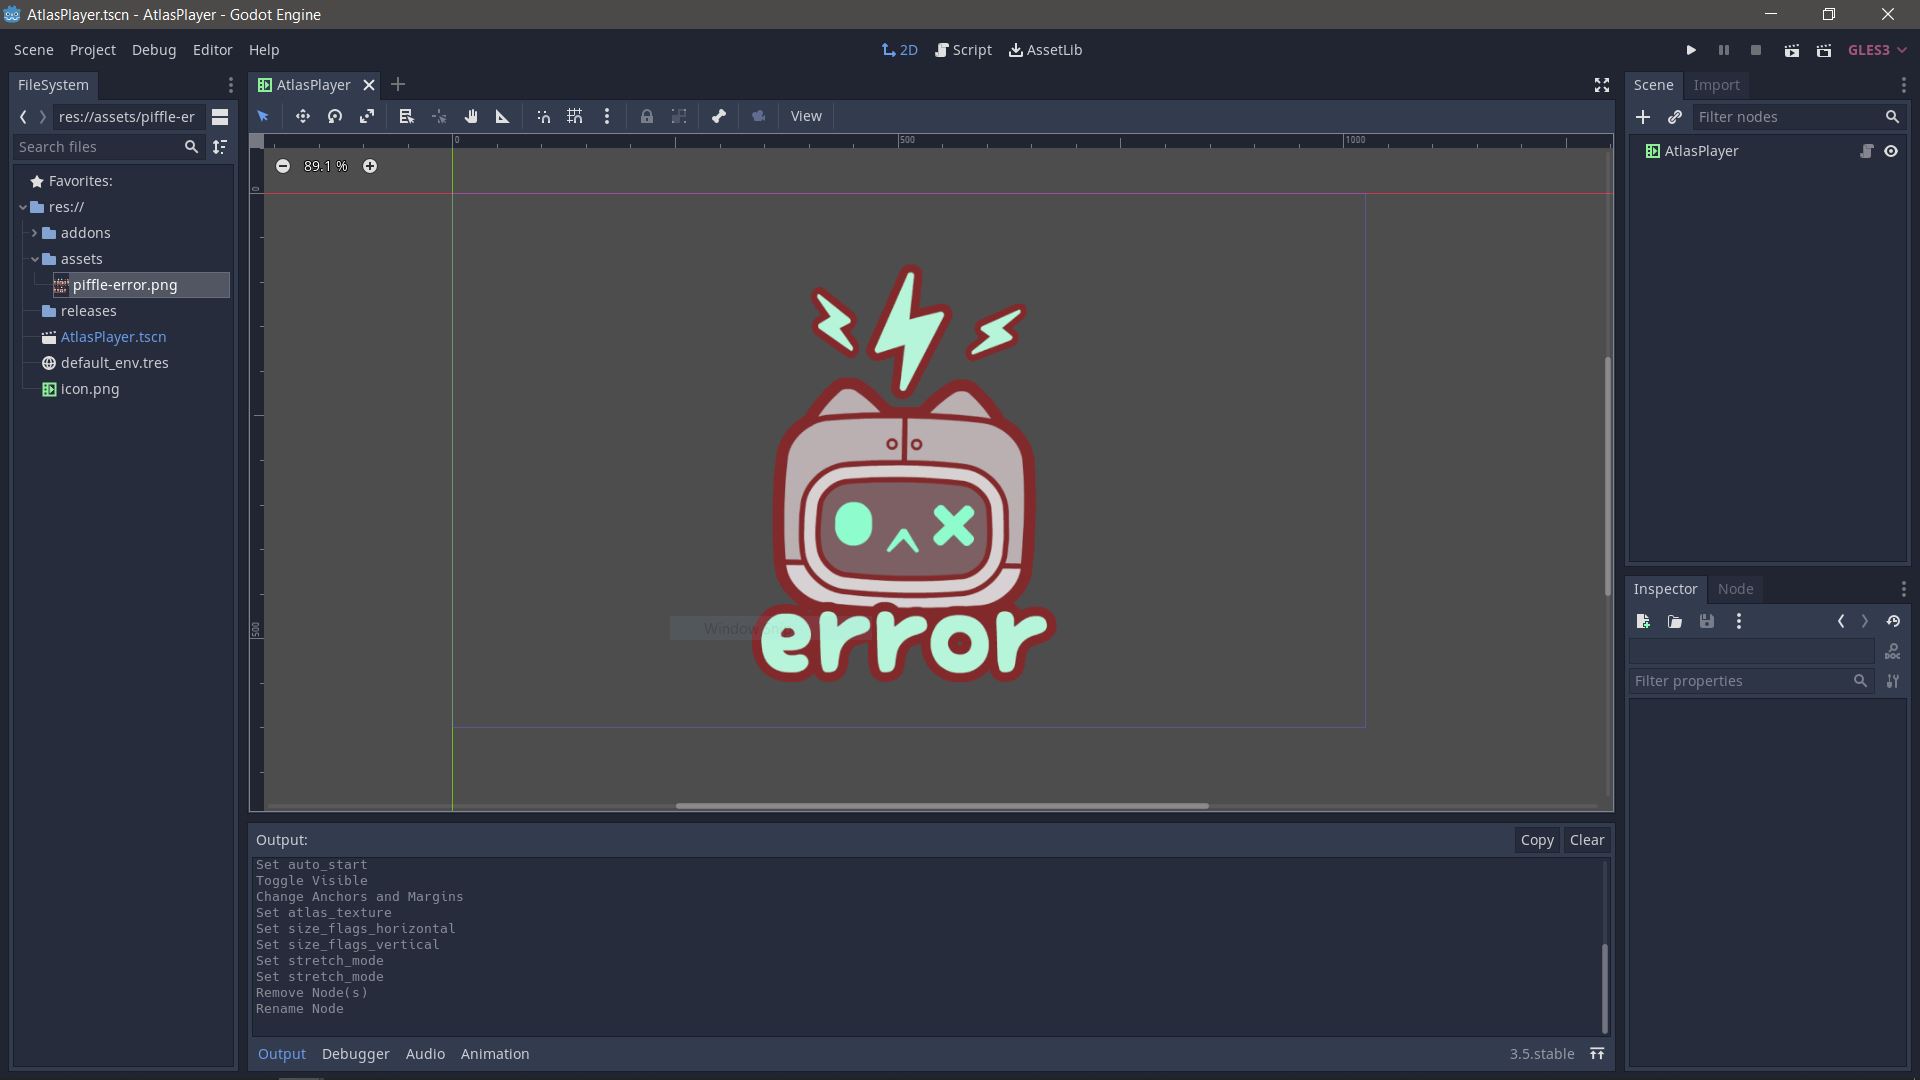 AtlasPlayer.tscn - AtlasPlayer - Godot Engine
Scene Project Debug Editor Help
2D Script AssetLib
GLES3
FileSystem
AtlasPlayer
Scene Import
res://assets/piffle-er
View
Filter nodes
Search files
0 500 1000
89.1 %
AtlasPlayer
Favorites:
res://
0
addons
assets
piffle-error.png
releases
AtlasPlayer.tscn
default_env.tres
icon.png
500
error
Inspector Node
DOC
Filter properties
Output:
Copy Clear
Set auto_start
Toggle Visible
Change Anchors and Margins
Set atlas_texture
Set size_flags_horizontal
Set size_flags_vertical
Set stretch_mode
Set stretch_mode
Remove Node(s)
Rename Node
Output Debugger Audio Animation
3.5.stable